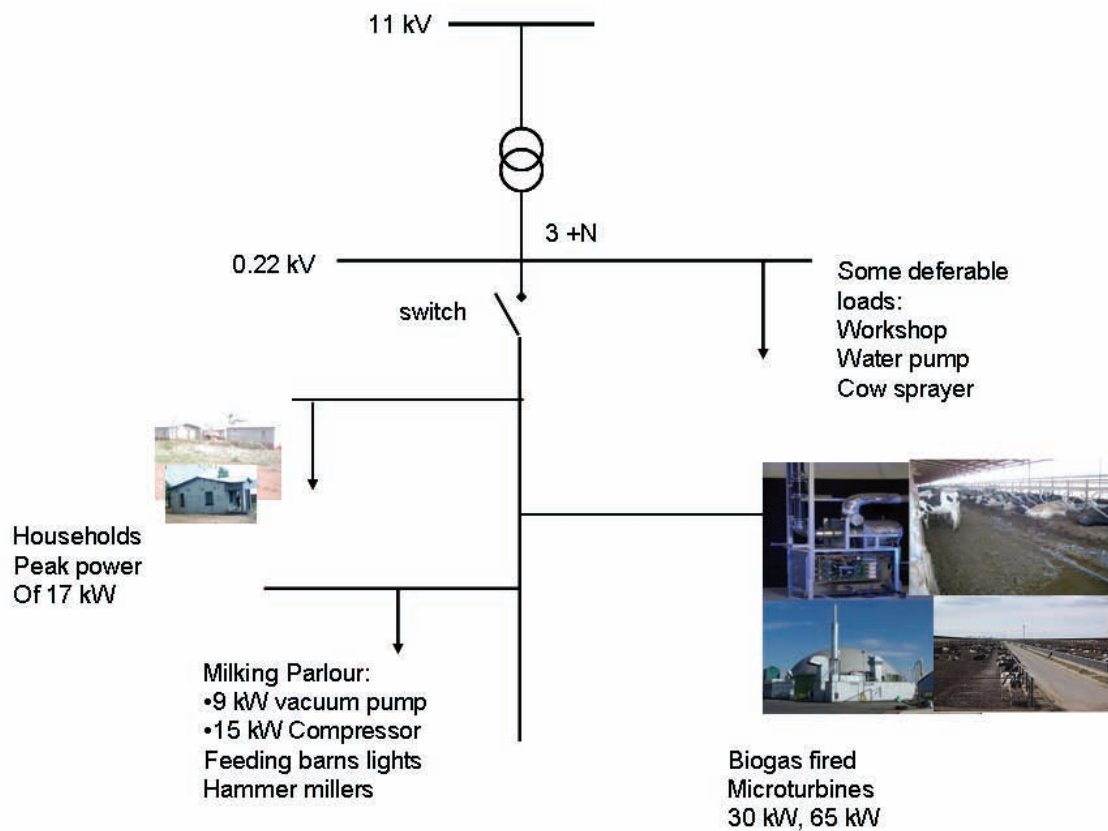 11 kV
3 +N
0.22 kV
Some deferable
loads:
Workshop
Water pump
Cow sprayer
switch
Households
Peak power
Of 17 kW
Milking Parlour:
•9 kW vacuum pump
•15 kW Compressor
Feeding barns lights
Hammer millers
Biogas fired
Microturbines
30 kW, 65 kW